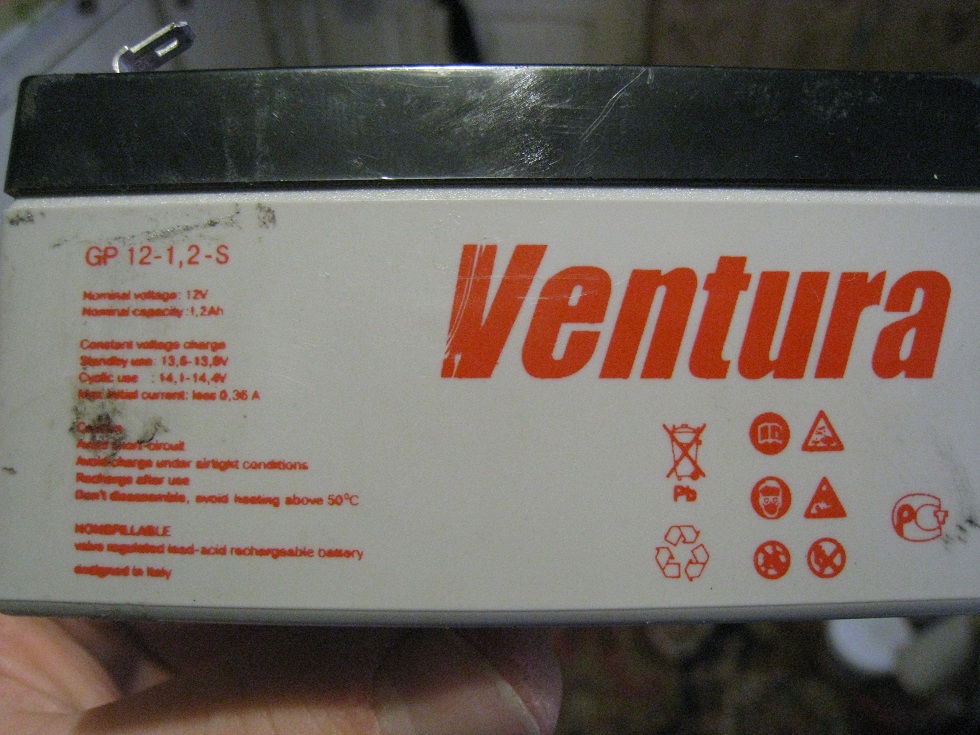 GP 12-1,2-S
Ventura
Nominal voltage: 12V
Nominal capacity: 1,2Ah
Constant voltage charge
Standby use: 13,6-13,8V
Cyclic use : 14,1-14,4V
Max initial current: less 0,36 A
Caution
Avoid short-circuit
Avoid charge under airtight conditions
Recharge after use
Don't disassemble, avoid heating above 50°C
NONSPILLABLE
valve regulated lead-acid rechargeable battery
designed in Italy
Pb
PCT